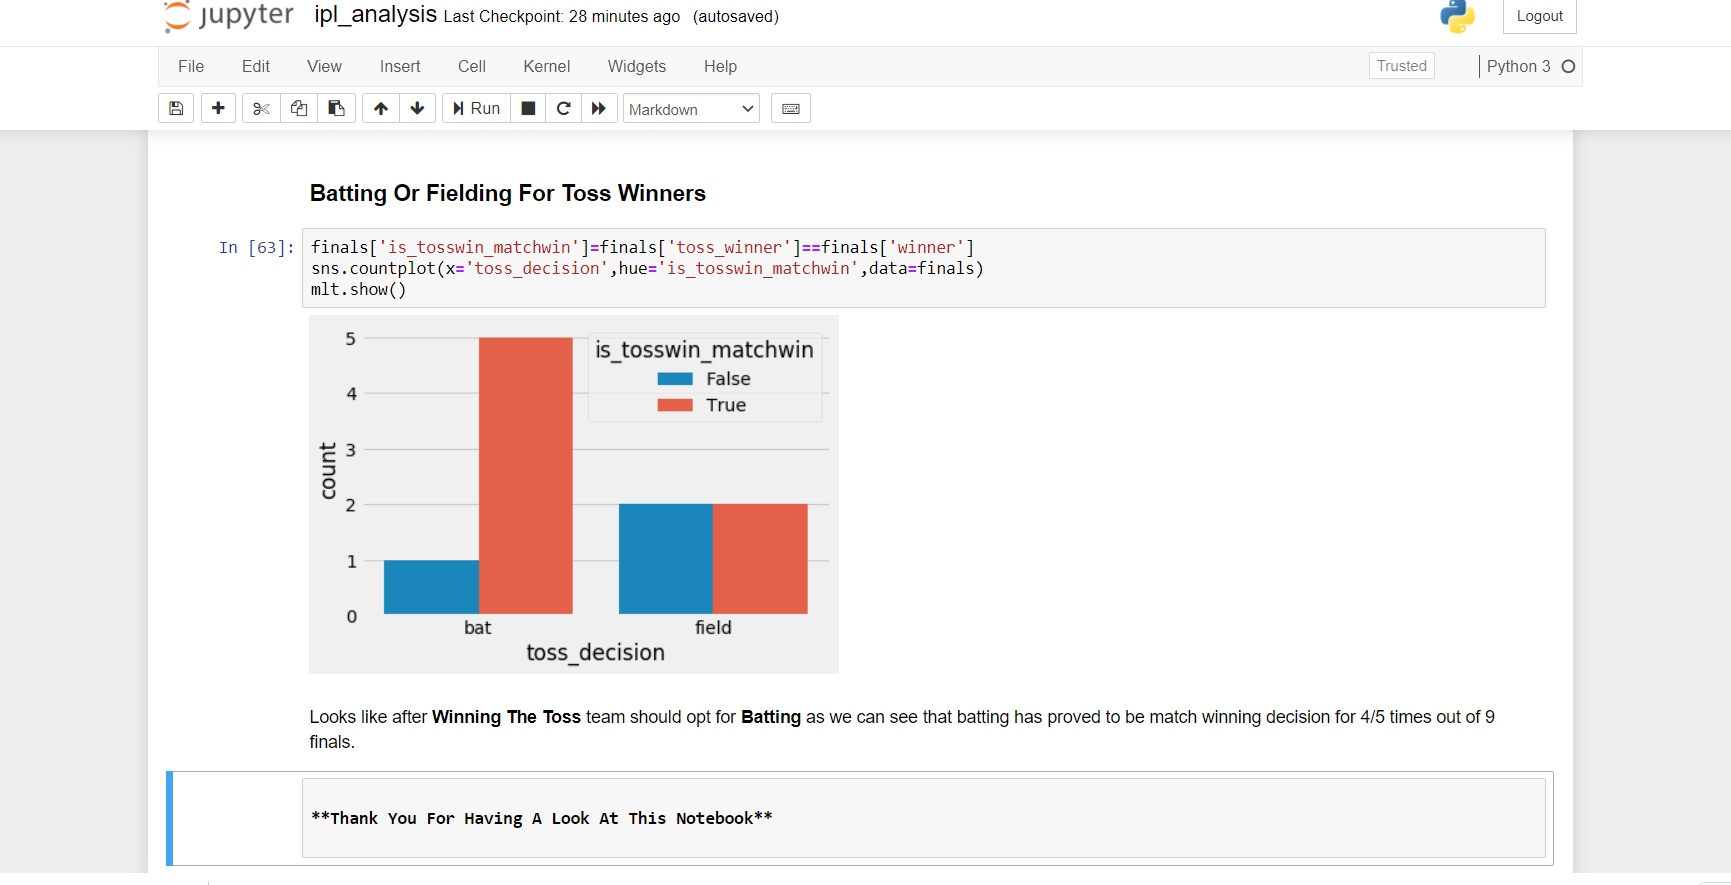 jupyter ipl_analysis Last Checkpoint: 28 minutes ago (autosaved) Logout
File Edit View Insert Cell Kernel Widgets Help Trusted Python 3
Run Markdown
Batting Or Fielding For Toss Winners
In [63]: finals['is_tosswin_matchwin']=finals['toss_winner']==finals['winner']
sns.countplot(x='toss_decision',hue='is_tosswin_matchwin',data=finals)
mlt.show()
5
4
3
2
1
0
count
is_tosswin_matchwin
False
True
bat field
toss_decision
Looks like after Winning The Toss team should opt for Batting as we can see that batting has proved to be match winning decision for 4/5 times out of 9
finals.
**Thank You For Having A Look At This Notebook**